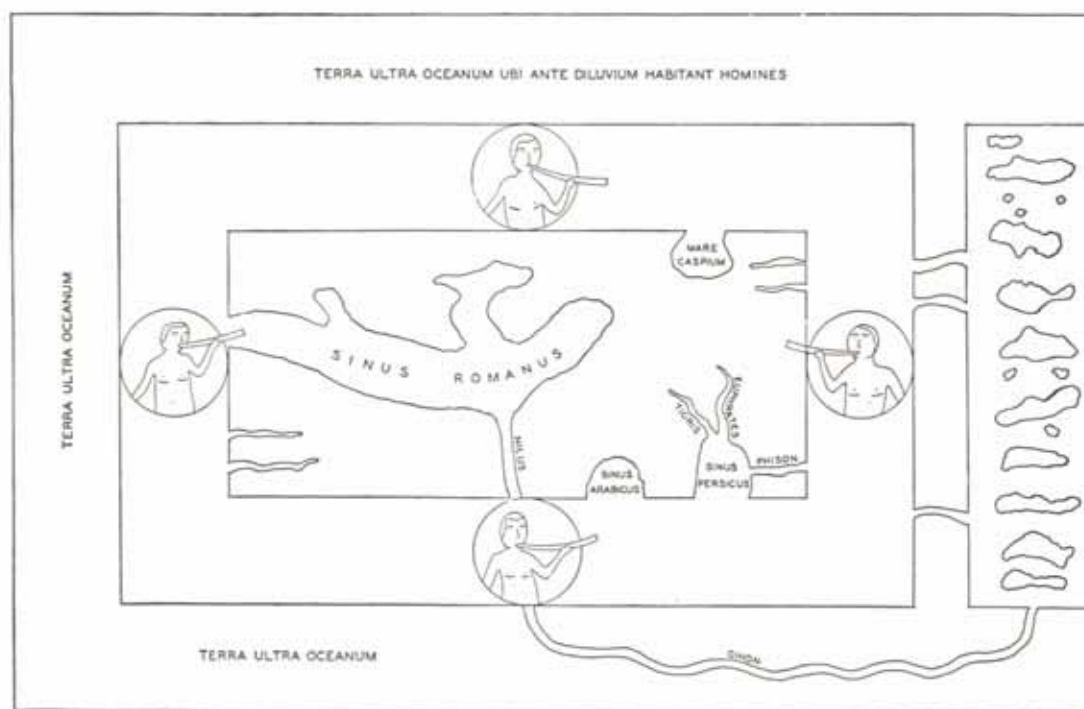 TERRA ULTRA OCEANUM UBI ANTE DILUVIUM HABITANT HOMINES
TERRA ULTRA OCEANUM
MARE
CASPIUM
SINUS ROMANUS
TIGRIS
EUPHRATES
NILUS
SINUS
ARABICUS
SINUS
PERSICUS
PHISON
TERRA ULTRA OCEANUM
GIHON